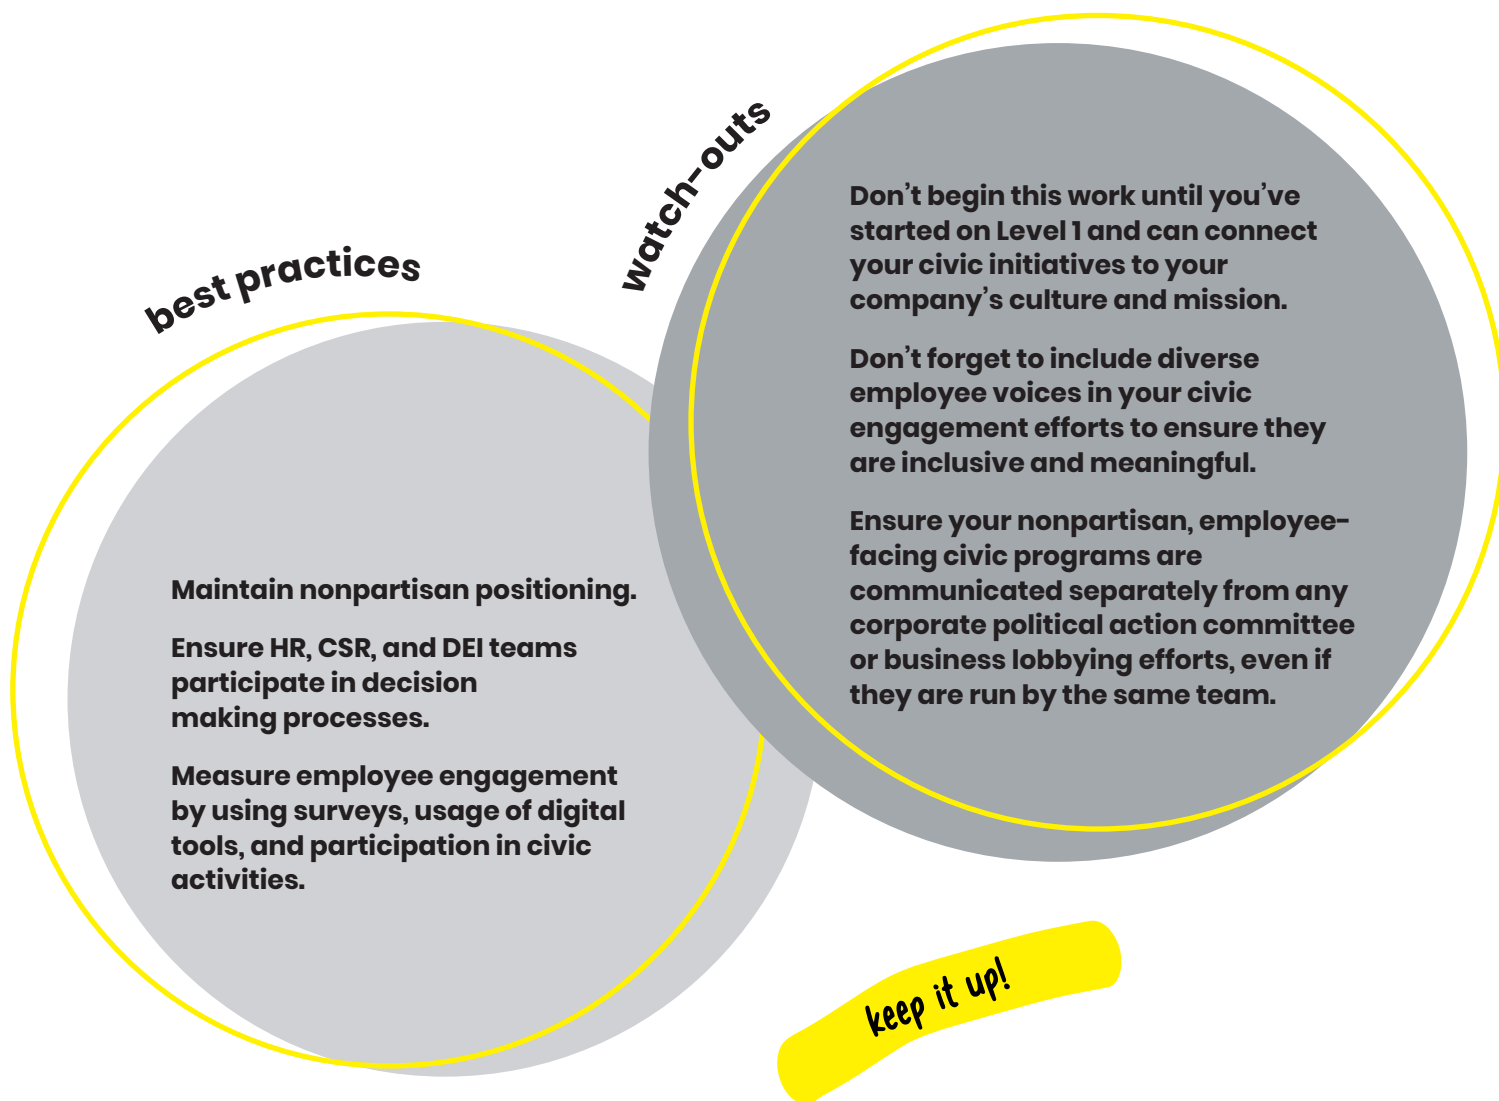 best practices
Maintain nonpartisan positioning.
Ensure HR, CSR, and DEI teams
participate in decision
making processes.
Measure employee engagement
by using surveys, usage of digital
tools, and participation in civic
activities.
watch-outs
Don’t begin this work until you’ve
started on Level 1 and can connect
your civic initiatives to your
company’s culture and mission.
Don’t forget to include diverse
employee voices in your civic
engagement efforts to ensure they
are inclusive and meaningful.
Ensure your nonpartisan, employee-
facing civic programs are
communicated separately from any
corporate political action committee
or business lobbying efforts, even if
they are run by the same team.
keep it up!